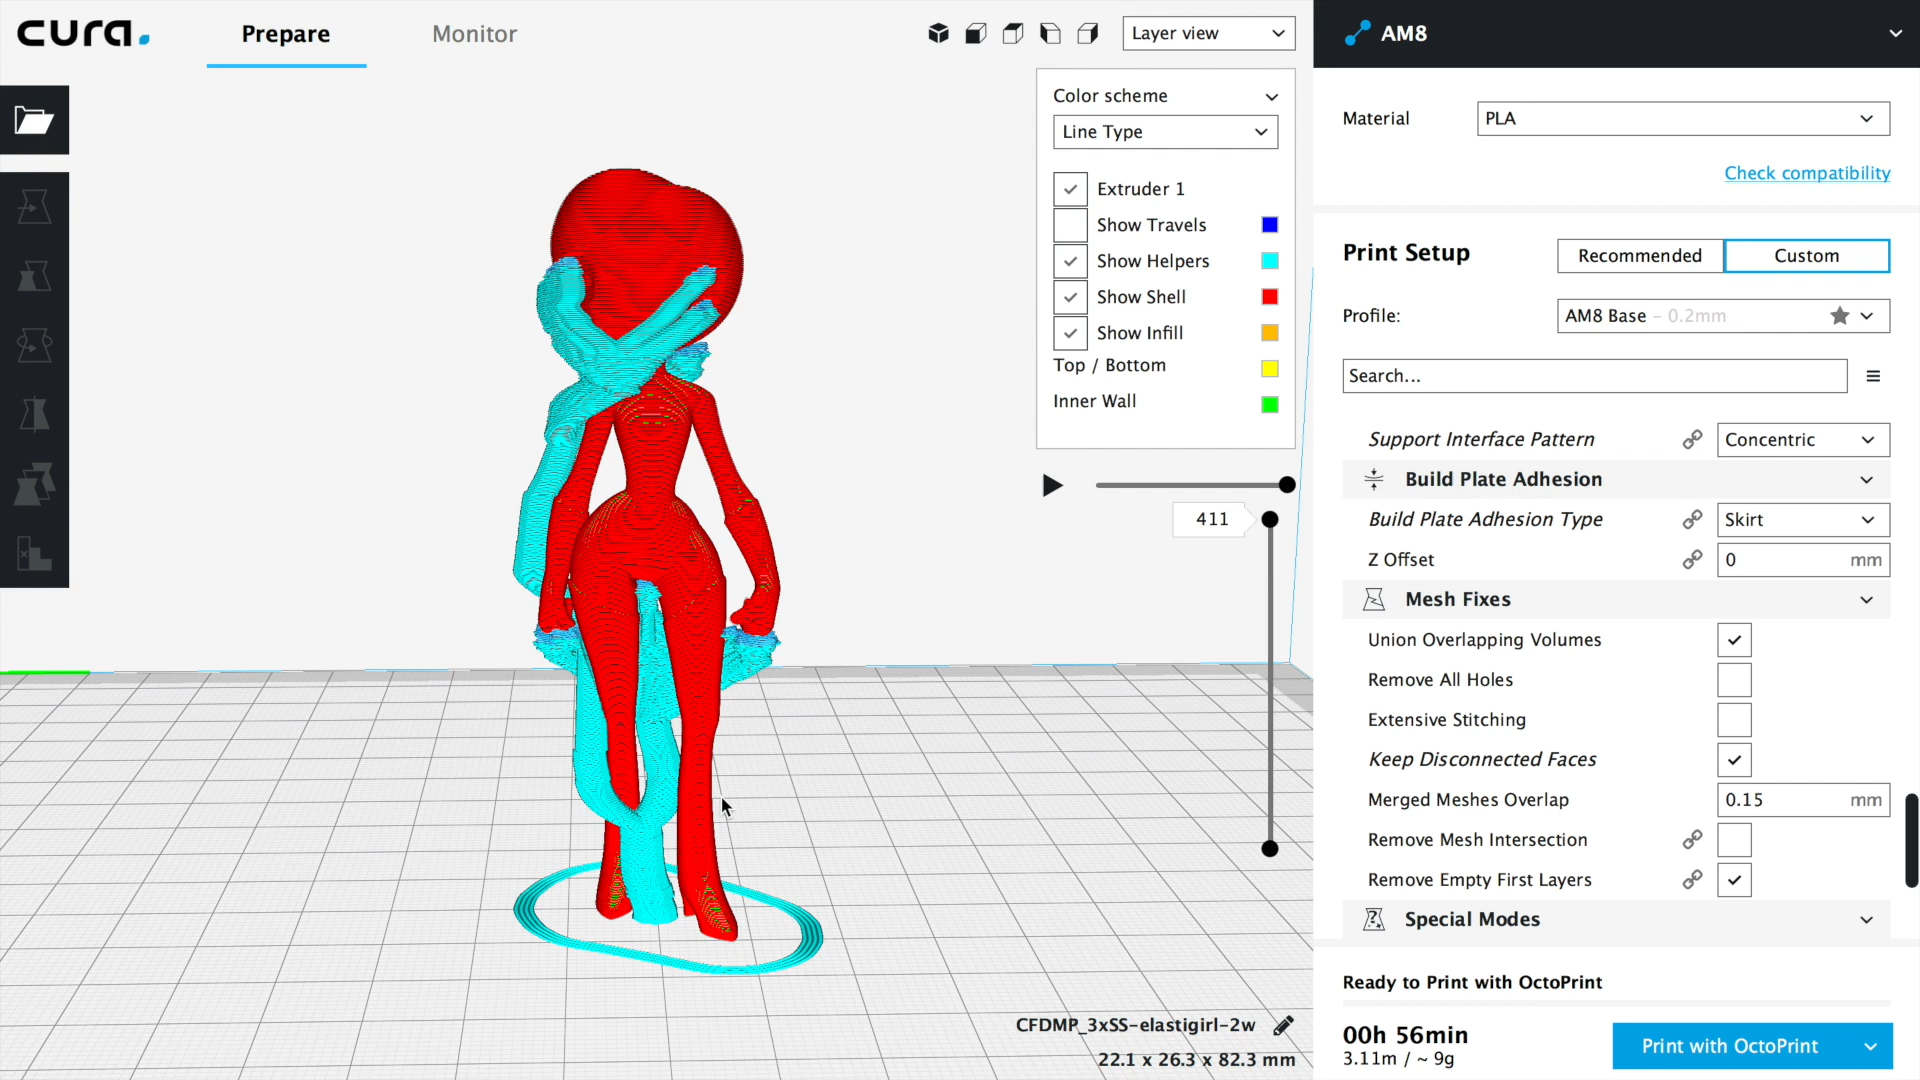 cura.
Prepare
Monitor
Layer view
AM8
Color scheme
Line Type
Extruder 1
Show Travels
Show Helpers
Show Shell
Show Infill
Top / Bottom
Inner Wall
411
Material
PLA
Check compatibility
Print Setup
Recommended
Custom
Profile:
AM8 Base - 0.2mm
Search...
Support Interface Pattern
Concentric
Build Plate Adhesion
Build Plate Adhesion Type
Skirt
Z Offset
0 mm
Mesh Fixes
Union Overlapping Volumes
Remove All Holes
Extensive Stitching
Keep Disconnected Faces
Merged Meshes Overlap
0.15 mm
Remove Mesh Intersection
Remove Empty First Layers
Special Modes
Ready to Print with OctoPrint
CFDMP_3xSS-elastigirl-2w
22.1 x 26.3 x 82.3 mm
00h 56min
3.11m / ~ 9g
Print with OctoPrint